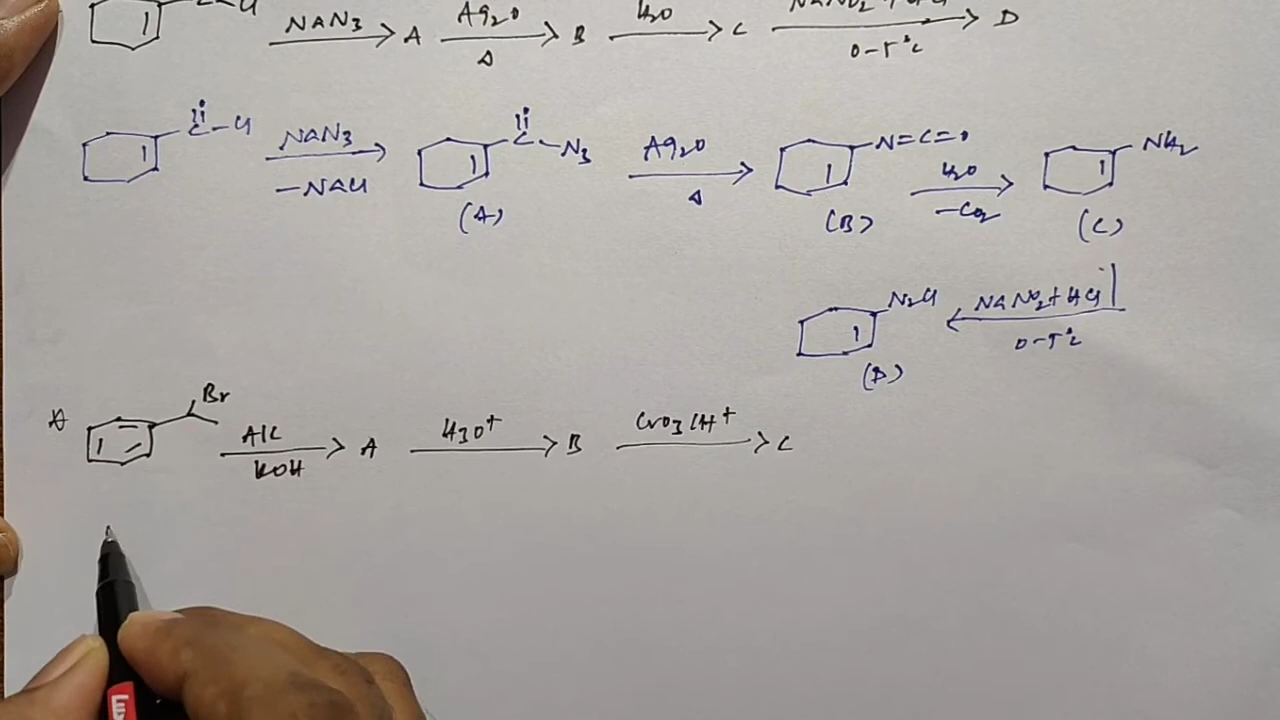 C-Cl NaN3 A Ag2O Δ B H2O C D 0-5°C
O C-Cl NaN3 -NaCl O C-N3 (A) Ag2O Δ N=C=O (B) H2O -CO2 NH2 (C)
N2Cl (D) NaNO2+HCl 0-5°C
Br Alc KOH A H3O+ B CrO3/H+ C